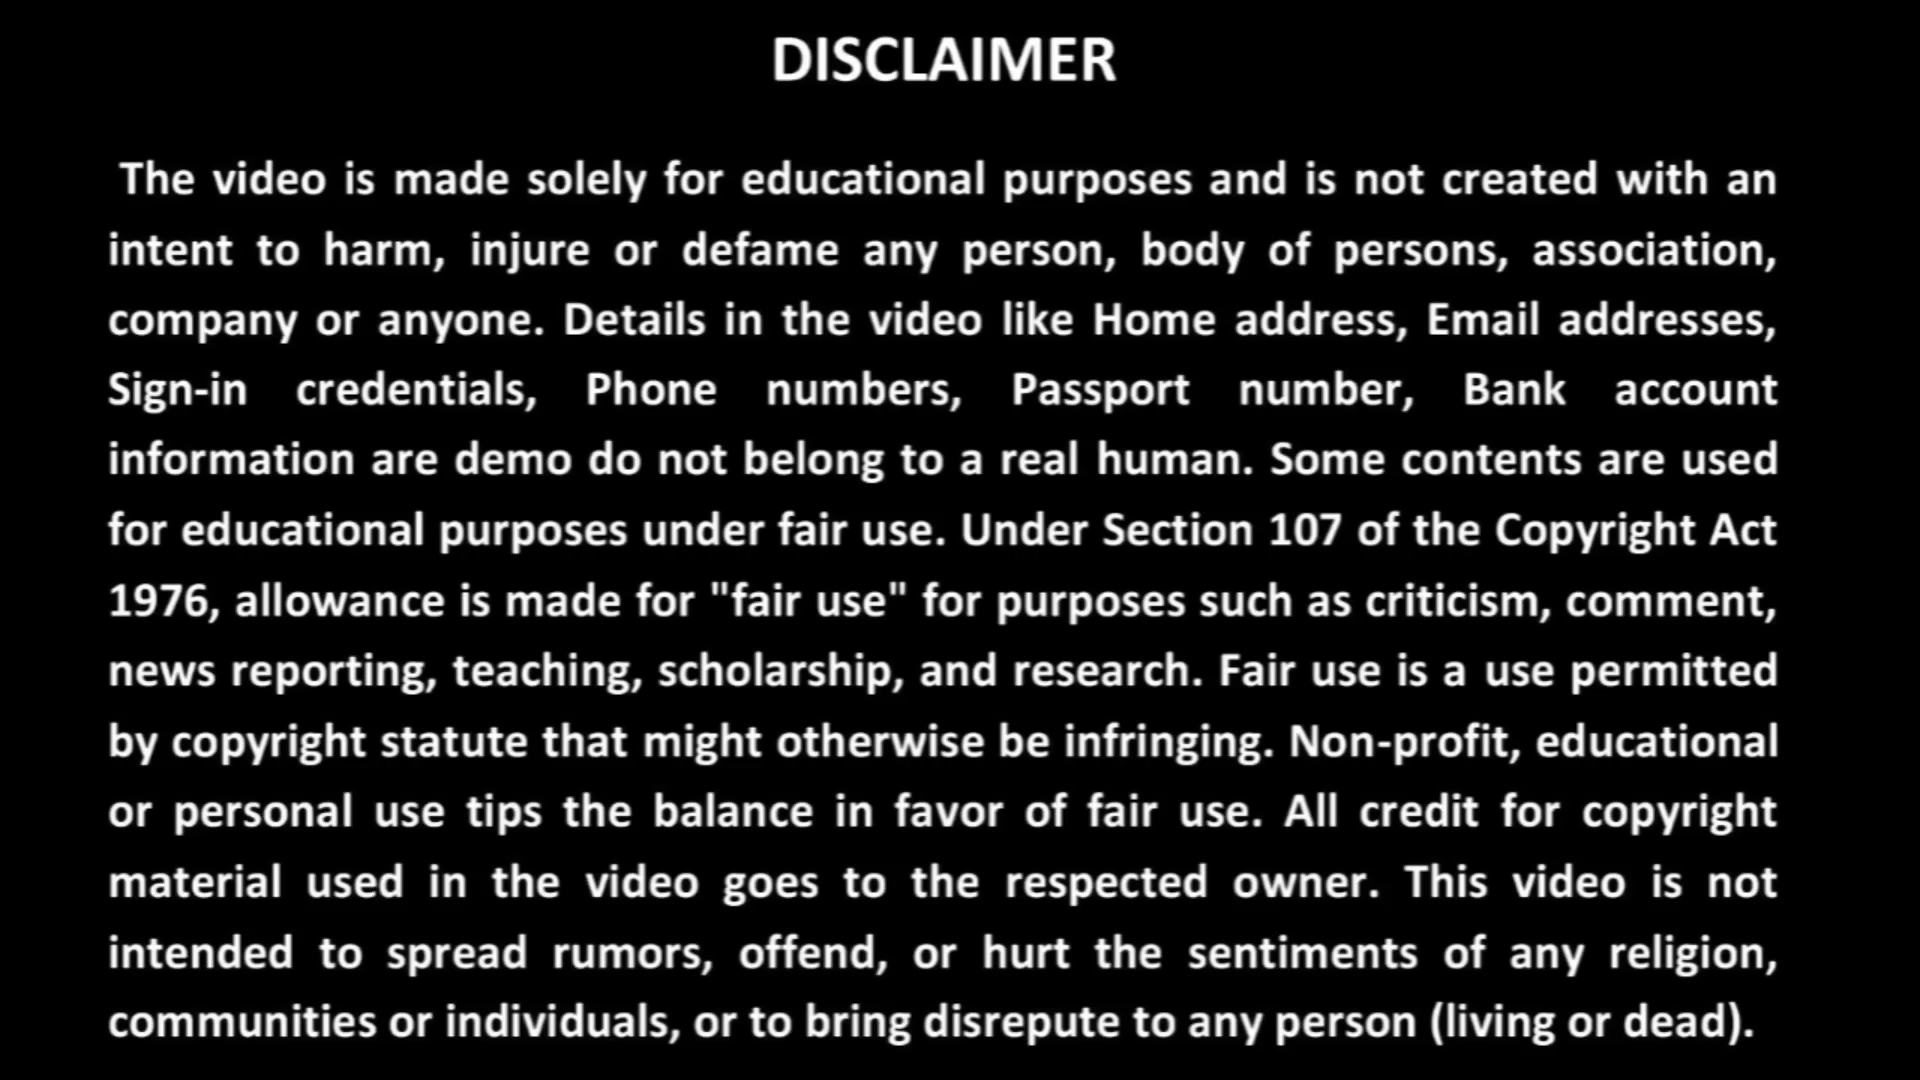 DISCLAIMER
The video is made solely for educational purposes and is not created with an
intent to harm, injure or defame any person, body of persons, association,
company or anyone. Details in the video like Home address, Email addresses,
Sign-in credentials, Phone numbers, Passport number, Bank account
information are demo do not belong to a real human. Some contents are used
for educational purposes under fair use. Under Section 107 of the Copyright Act
1976, allowance is made for "fair use" for purposes such as criticism, comment,
news reporting, teaching, scholarship, and research. Fair use is a use permitted
by copyright statute that might otherwise be infringing. Non-profit, educational
or personal use tips the balance in favor of fair use. All credit for copyright
material used in the video goes to the respected owner. This video is not
intended to spread rumors, offend, or hurt the sentiments of any religion,
communities or individuals, or to bring disrepute to any person (living or dead).